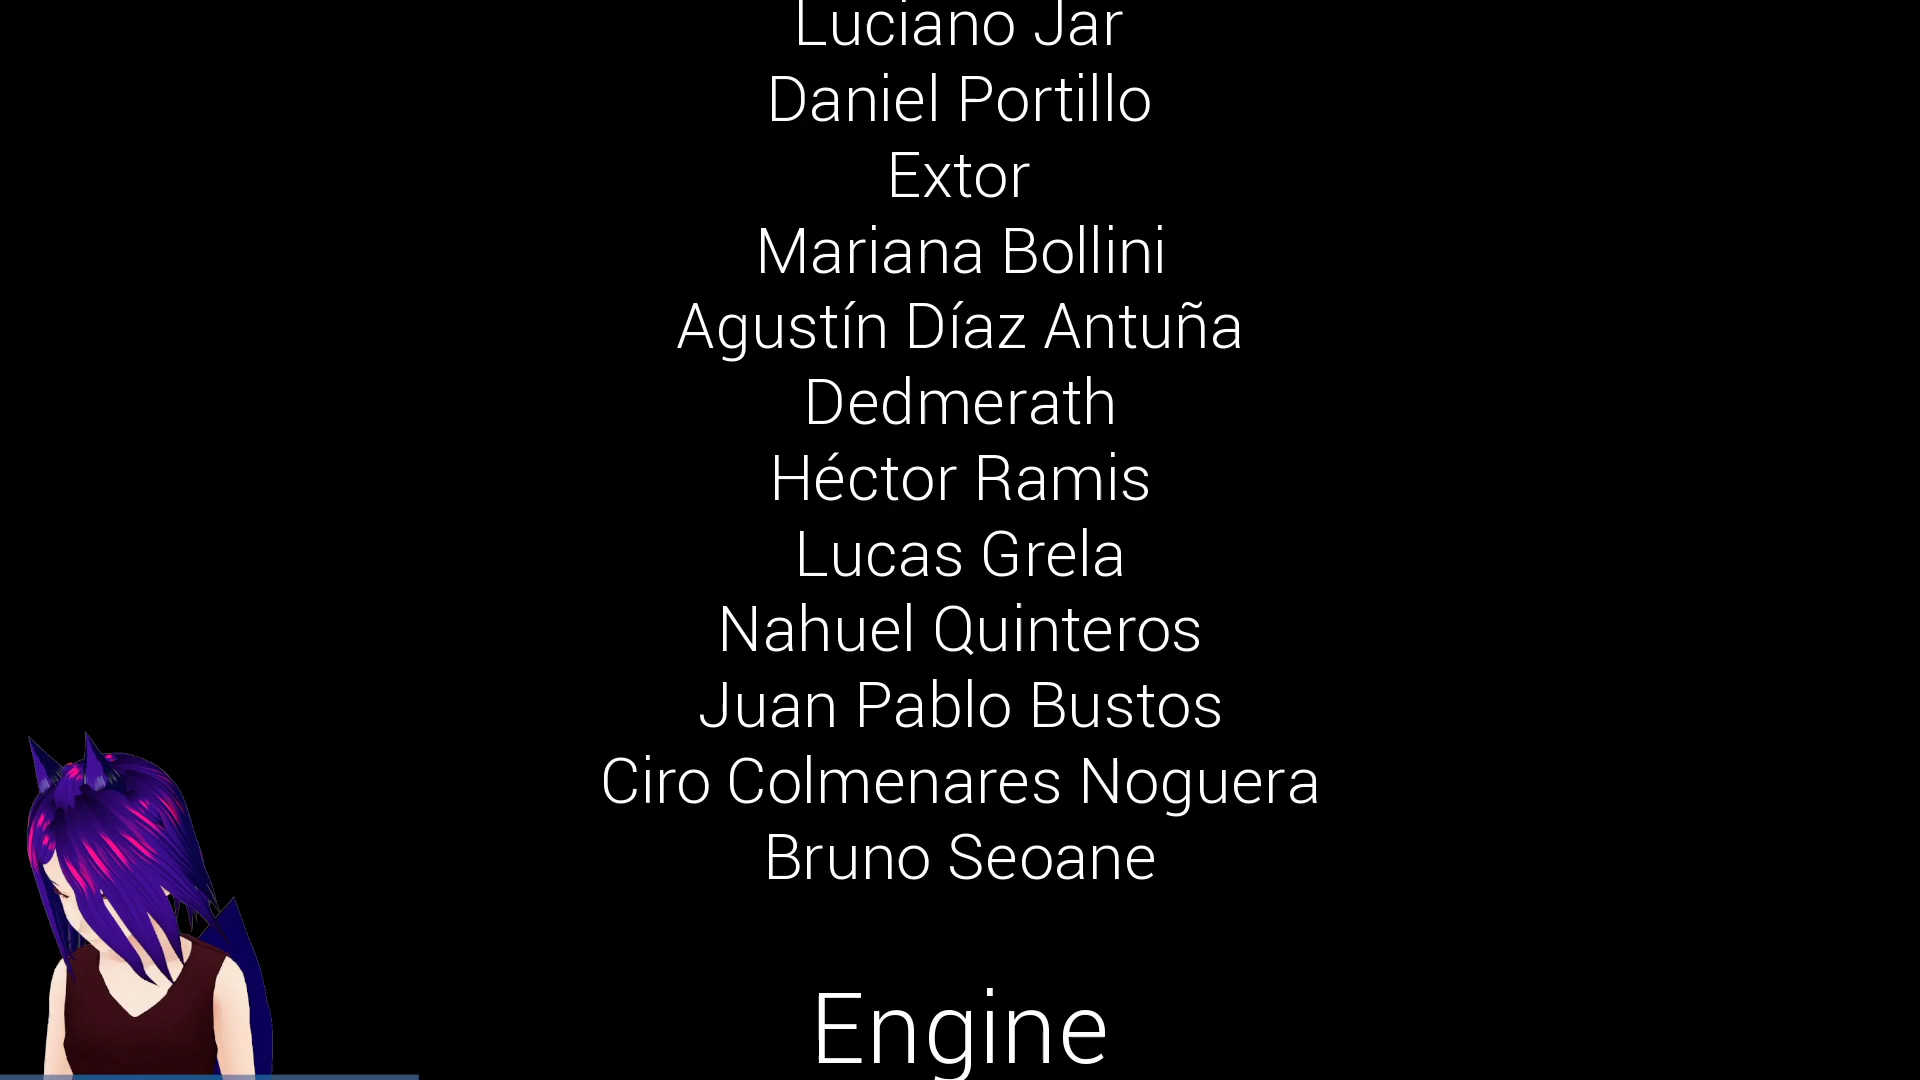 Luciano Jar
Daniel Portillo
Extor
Mariana Bollini
Agustín Díaz Antuña
Dedmerath
Héctor Ramis
Lucas Grela
Nahuel Quinteros
Juan Pablo Bustos
Ciro Colmenares Noguera
Bruno Seoane
Engine